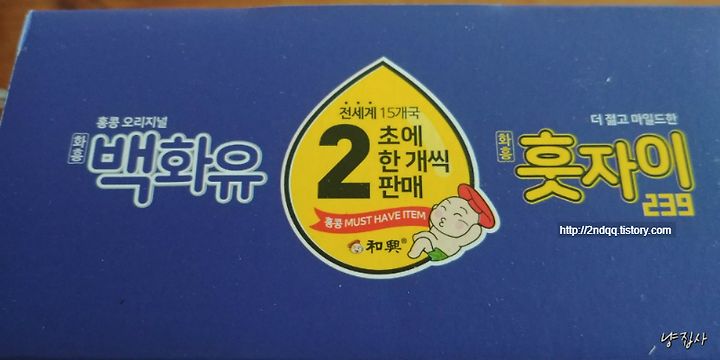 홍콩 오리지널
화홍
백화유
전세계 15개국
2초에
한 개씩
판매
홍콩 MUST HAVE ITEM
和興®
더 젊고 마일드한
화홍
훗자이
239
http://2ndqq.tistory.com
냥집사